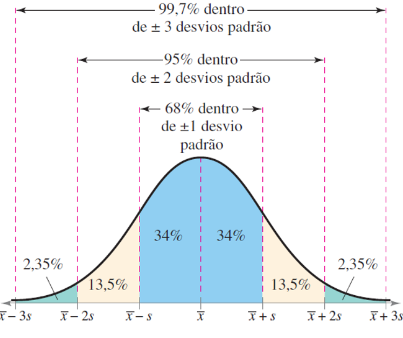 99,7% dentro
de ± 3 desvios padrão
95% dentro
de ± 2 desvios padrão
68% dentro
de ±1 desvio
padrão
34% 34%
2,35% 2,35%
13,5% 13,5%
x̅ – 3s x̅ – 2s x̅ – s x̅ x̅ + s x̅ + 2s x̅ + 3s